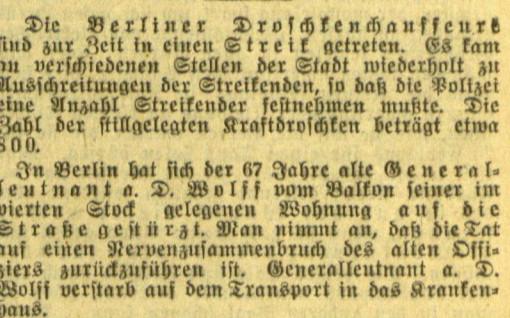 Die Berliner Droschkenchauffeure
sind zur Zeit in einen Streik getreten. Es kam
an verschiedenen Stellen der Stadt wiederholt zu
Ausschreitungen der Streikenden, so daß die Polizei
eine Anzahl Streikender festnehmen mußte. Die
Zahl der stillgelegten Kraftdroschken beträgt etwa
800.
In Berlin hat sich der 67 Jahre alte General-
leutnant a. D. Wolff vom Balkon seiner im
vierten Stock gelegenen Wohnung auf die
Straße gestürzt. Man nimmt an, daß die Tat
auf einen Nervenzusammenbruch des alten Offi-
ziers zurückzuführen ist. Generalleutnant a. D.
Wolff verstarb auf dem Transport in das Kranken-
haus.